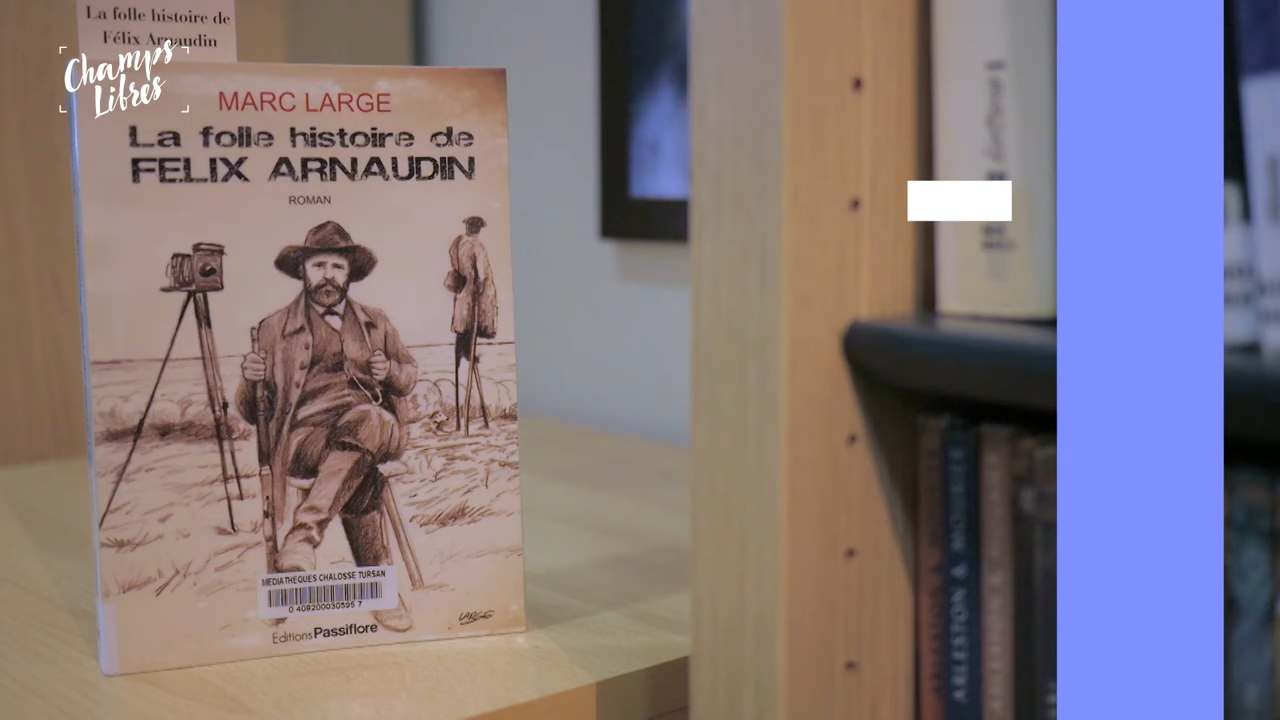 La folle histoire de
Félix Arnaudin
Champs
Libres
MARC LARGE
La folle histoire de
FELIX ARNAUDIN
ROMAN
MEDIATHEQUES CHALOSSE TURSAN
0 408200030595 7
Editions Passiflore
LARGE
ARLESTON & MOURIER